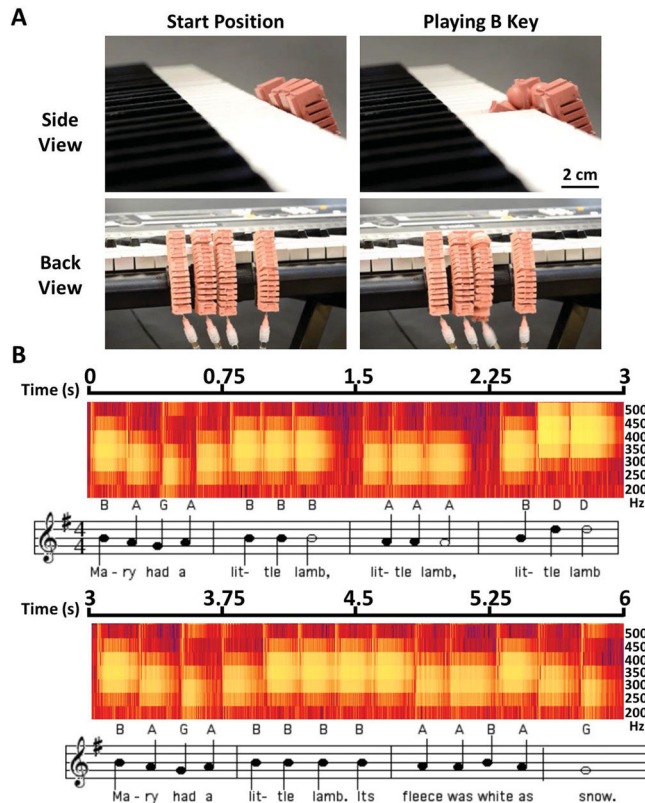 A
Start Position Playing B Key
Side View
2 cm
Back View
B
Time (s) 0 0.75 1.5 2.25 3
500
450
400
350
300
250
200
Hz
B A G A B B B A A A B D D
4
4
Ma-ry had a lit- tle lamb, lit-tle lamb, lit- tle lamb
Time (s) 3 3.75 4.5 5.25 6
500
450
400
350
300
250
200
Hz
B A G A B B B B A A B A G
Ma-ry had a lit- tle lamb. Its fleece was white as snow.